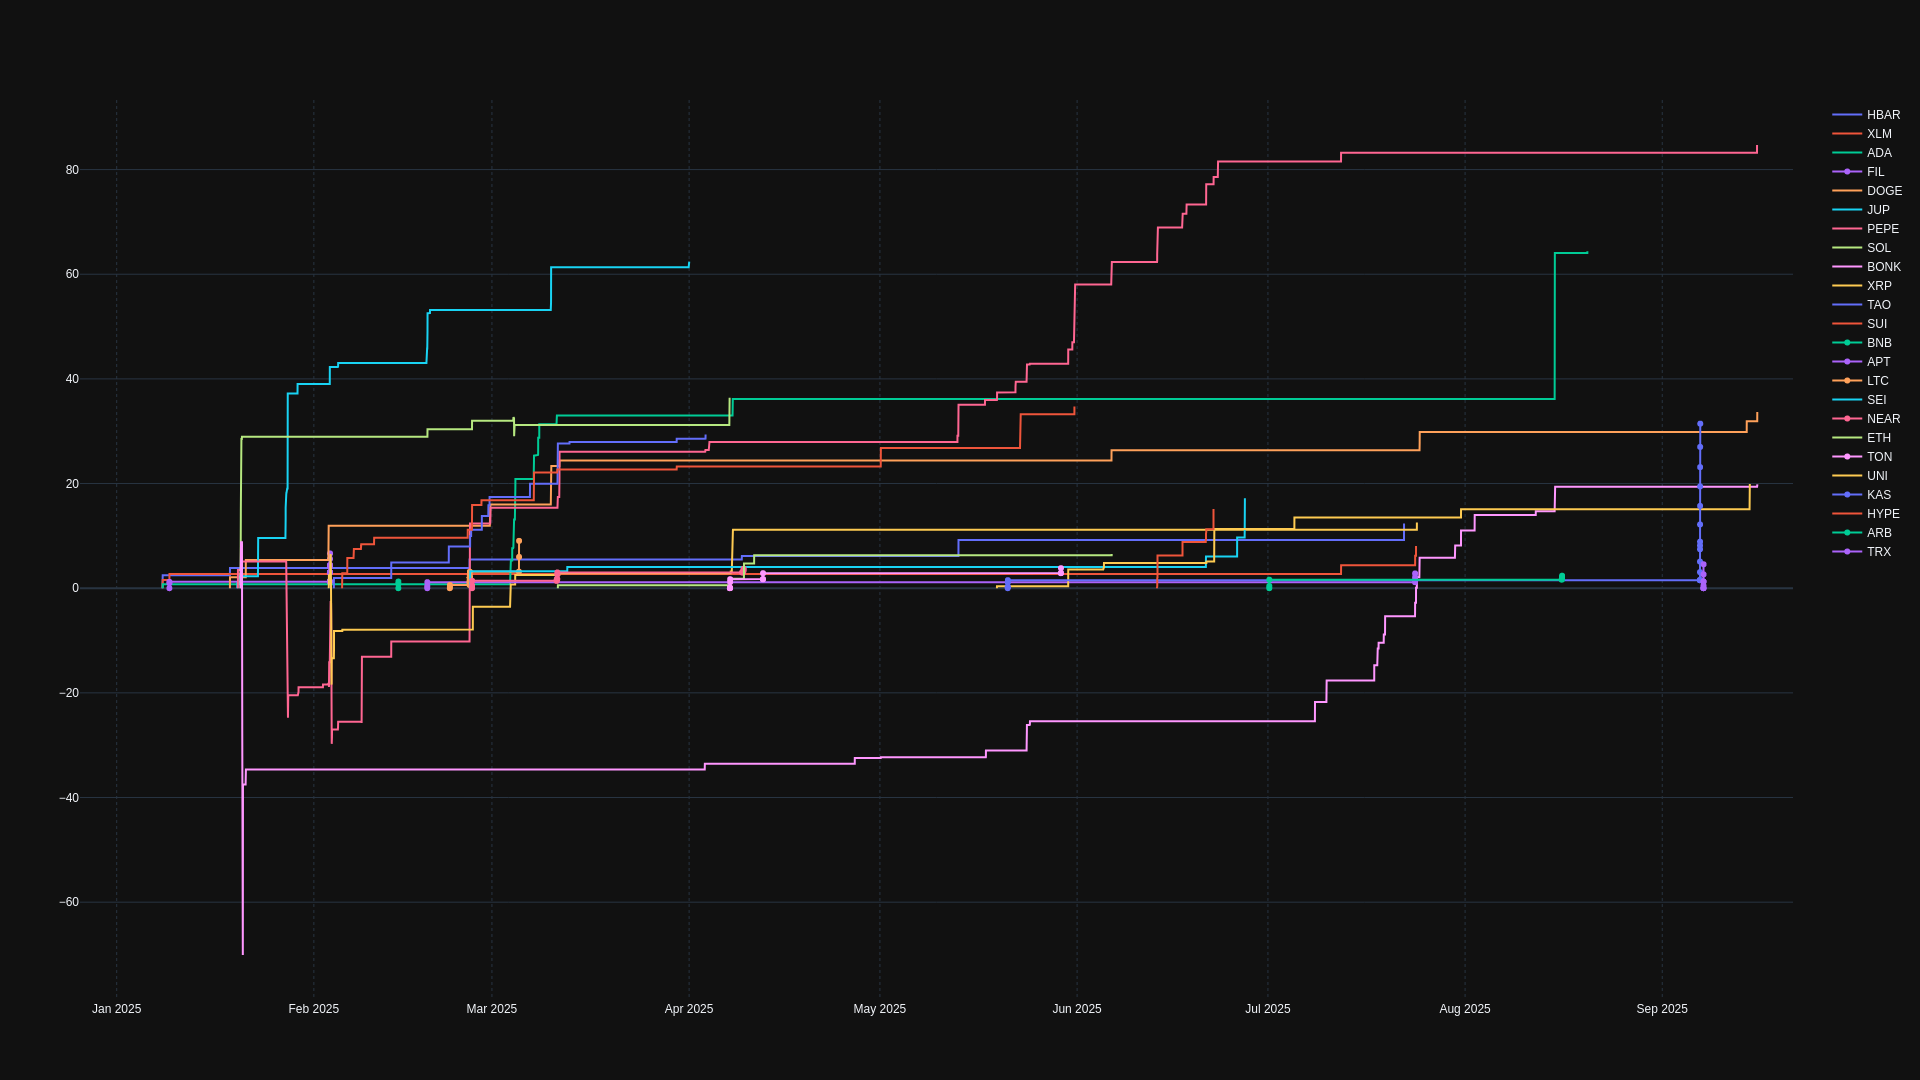 80
60
40
20
0
−20
−40
−60
Jan 2025
Feb 2025
Mar 2025
Apr 2025
May 2025
Jun 2025
Jul 2025
Aug 2025
Sep 2025
HBAR
XLM
ADA
FIL
DOGE
JUP
PEPE
SOL
BONK
XRP
TAO
SUI
BNB
APT
LTC
SEI
NEAR
ETH
TON
UNI
KAS
HYPE
ARB
TRX